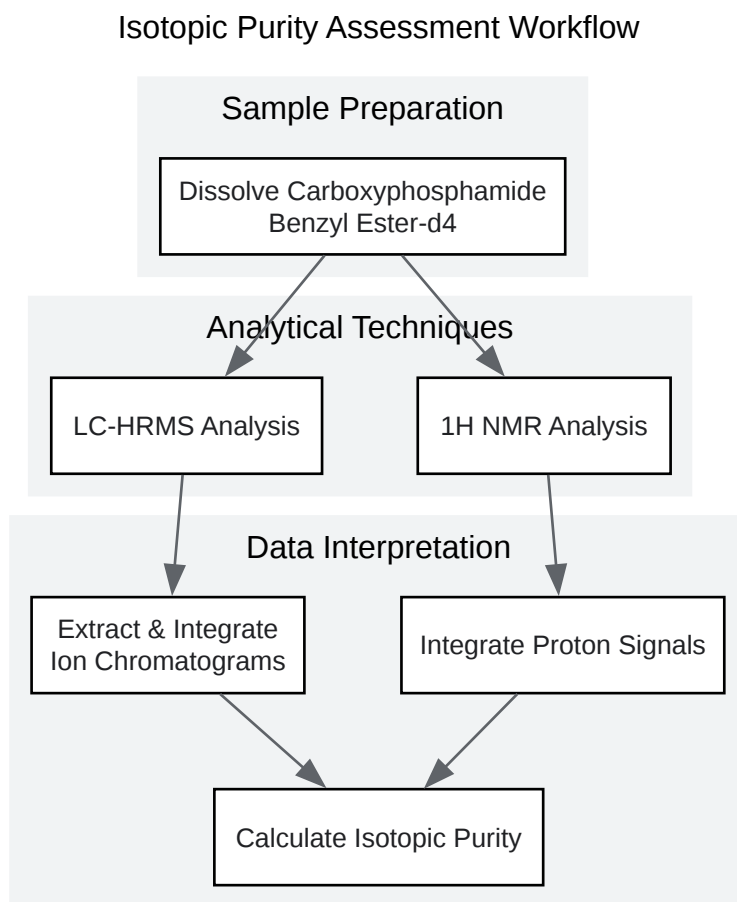 Isotopic Purity Assessment Workflow
Sample Preparation
Dissolve Carboxyphosphamide
Benzyl Ester-d4
Analytical Techniques
LC-HRMS Analysis
1H NMR Analysis
Data Interpretation
Extract & Integrate
Ion Chromatograms
Integrate Proton Signals
Calculate Isotopic Purity